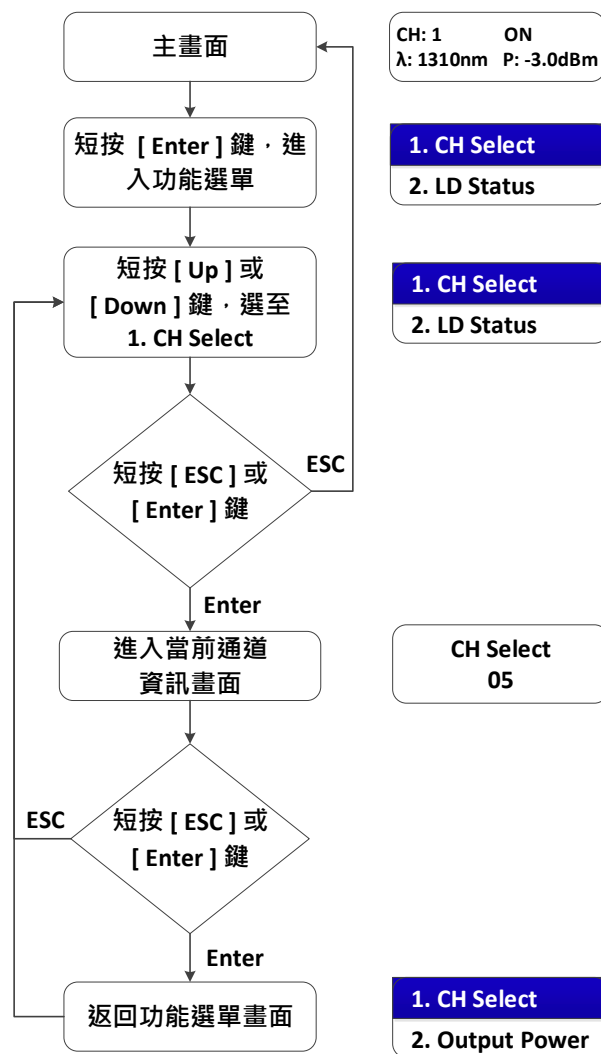 主畫面
CH: 1 ON
λ: 1310nm P: -3.0dBm
短按 [ Enter ] 鍵，進
入功能選單
1. CH Select
2. LD Status
短按 [ Up ] 或
[ Down ] 鍵，選至
1. CH Select
1. CH Select
2. LD Status
短按 [ ESC ] 或
[ Enter ] 鍵
ESC
Enter
進入當前通道
資訊畫面
CH Select
05
短按 [ ESC ] 或
[ Enter ] 鍵
ESC
Enter
返回功能選單畫面
1. CH Select
2. Output Power